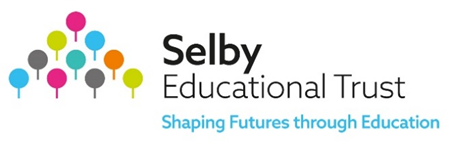 Selby
Educational Trust
Shaping Futures through Education